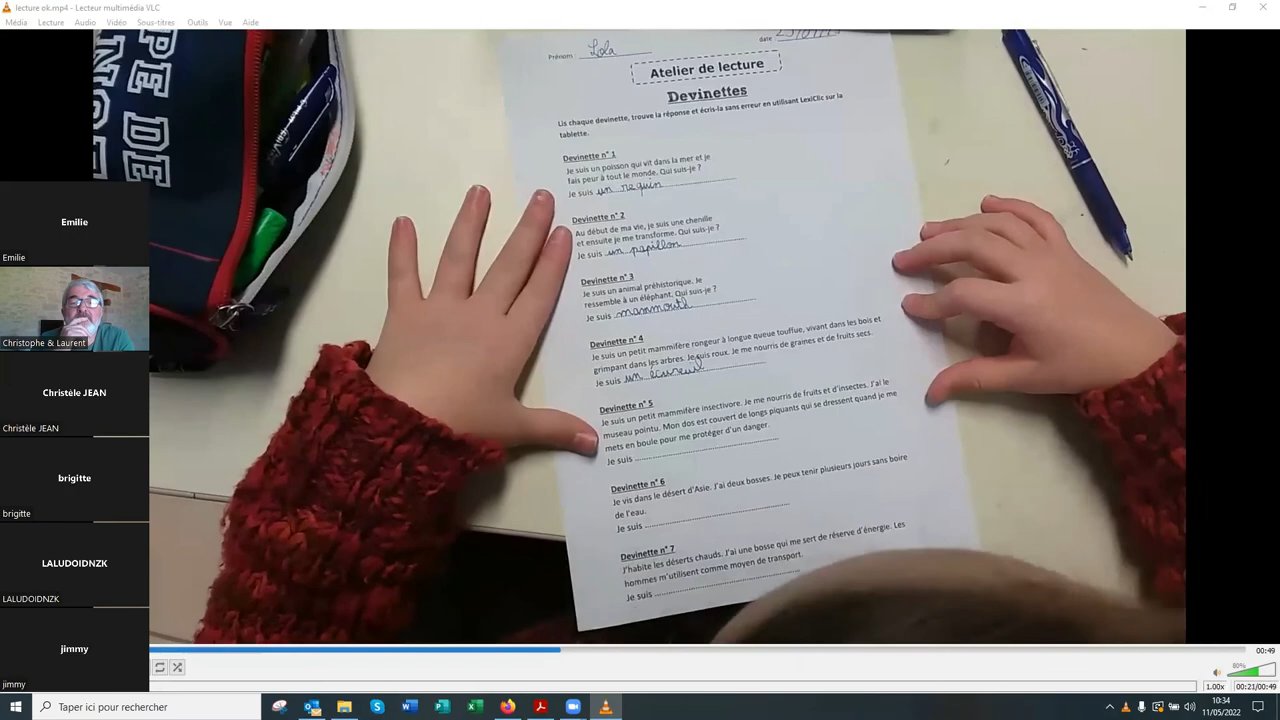 lecture ok.mp4 - Lecteur multimédia VLC
Média Lecture Audio Vidéo Sous-titres Outils Vue Aide
Prénom Lola
date
Atelier de lecture
Devinettes
Lis chaque devinette, trouve la réponse et écris-la sans erreur en utilisant LexiClic sur la
tablette.
Devinette n° 1
Je suis un poisson qui vit dans la mer et je
fais peur à tout le monde. Qui suis-je ?
Je suis un requin
Devinette n° 2
Au début de ma vie, je suis une chenille
et ensuite je me transforme. Qui suis-je ?
Je suis un papillon
Devinette n° 3
Je suis un animal préhistorique. Je
ressemble à un éléphant. Qui suis-je ?
Je suis mammouth
Devinette n° 4
Je suis un petit mammifère rongeur à longue queue touffue, vivant dans les bois et
grimpant dans les arbres. Je suis roux. Je me nourris de graines et de fruits secs.
Je suis un écureuil
Devinette n° 5
Je suis un petit mammifère insectivore. Je me nourris de fruits et d'insectes. J'ai le
museau pointu. Mon dos est couvert de longs piquants qui se dressent quand je me
mets en boule pour me protéger d'un danger.
Je suis
Devinette n° 6
Je vis dans le désert d'Asie. J'ai deux bosses. Je peux tenir plusieurs jours sans boire
de l'eau.
Je suis
Devinette n° 7
J'habite les déserts chauds. J'ai une bosse qui me sert de réserve d'énergie. Les
hommes m'utilisent comme moyen de transport.
Je suis
Emilie
Emilie
Christophe & Laurent
Christèle JEAN
Christèle JEAN
brigitte
brigitte
LALUDOIDNZK
LALUDOIDNZK
jimmy
jimmy
00:49
80%
1.00x 00:21/00:49
Taper ici pour rechercher
10:34
11/05/2022